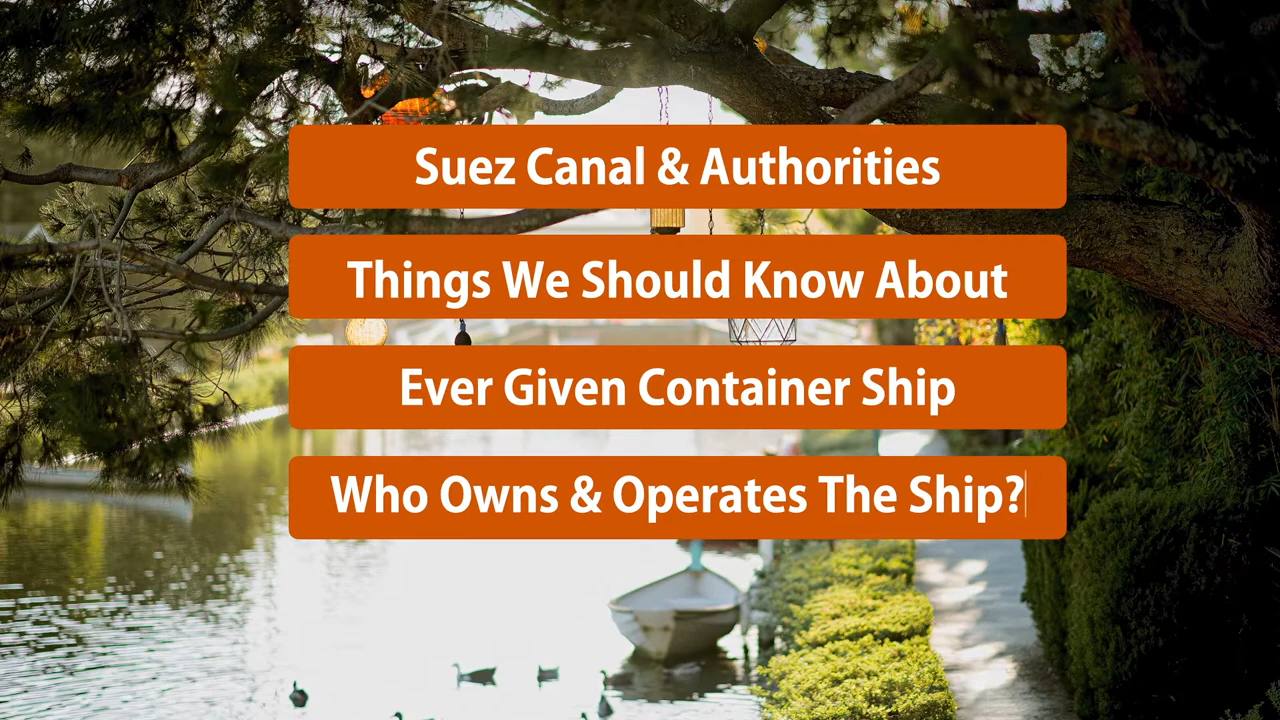 Suez Canal & Authorities
Things We Should Know About
Ever Given Container Ship
Who Owns & Operates The Ship?